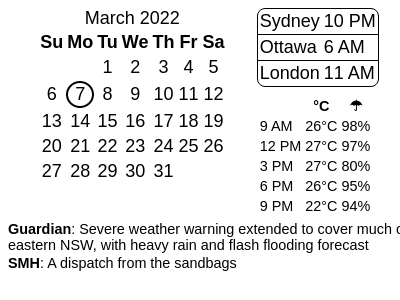 March 2022
Su Mo Tu We Th Fr Sa
1 2 3 4 5
6 7 8 9 10 11 12
13 14 15 16 17 18 19
20 21 22 23 24 25 26
27 28 29 30 31
Sydney 10 PM
Ottawa 6 AM
London 11 AM
°C ☂
9 AM 26°C 98%
12 PM 27°C 97%
3 PM 27°C 80%
6 PM 26°C 95%
9 PM 22°C 94%
Guardian: Severe weather warning extended to cover much
eastern NSW, with heavy rain and flash flooding forecast
SMH: A dispatch from the sandbags